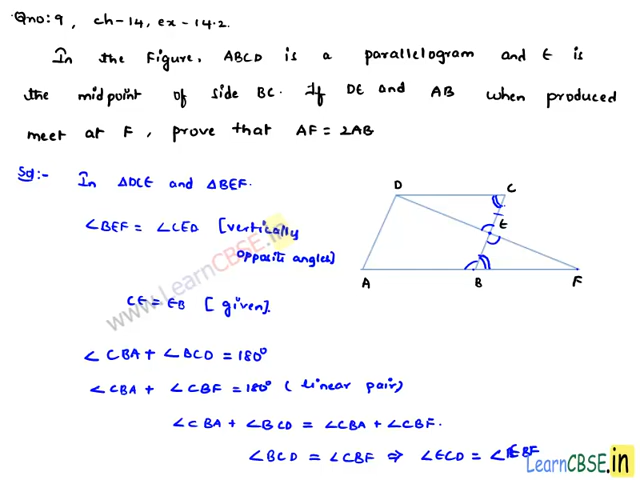 Qno:9, ch-14, ex-14.2.
In the Figure, ABCD is a parallelogram and E is
the midpoint of side BC. If DE and AB when produced
meet at F, prove that AF = 2AB
Sol:- In ΔDCE and ΔBEF.
∠BEF = ∠CED [vertically
opposite angles]
CE = EB [given].
∠CBA + ∠BCD = 180°
∠CBA + ∠CBF = 180° (linear pair)
∠CBA + ∠BCD = ∠CBA + ∠CBF.
∠BCD = ∠CBF ⇒ ∠ECD = ∠EBF
D C
E
A B F
www.LearnCBSE.in
LearnCBSE.in